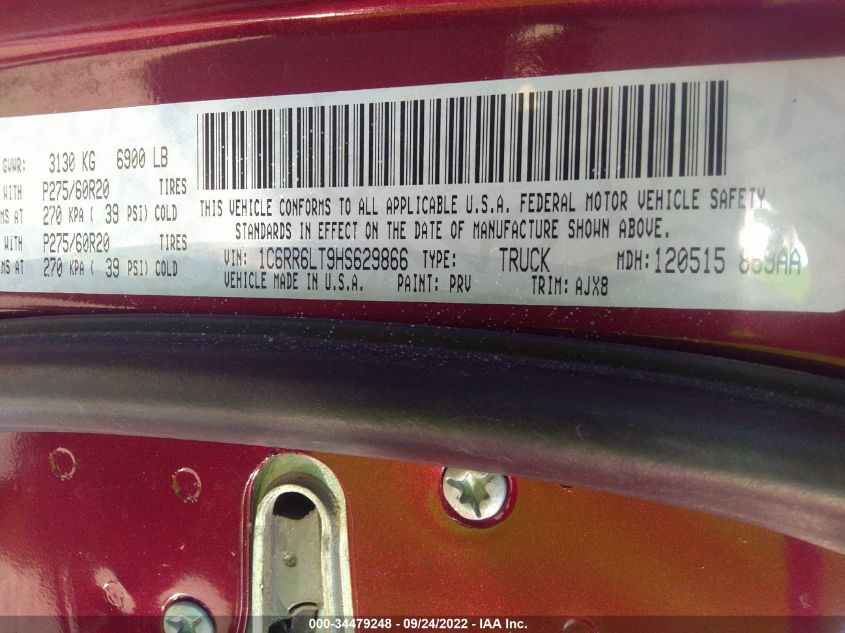 GVWR: 3130 KG 6900 LB
WITH P275/60R20 TIRES
MS AT 270 KPA ( 39 PSI) COLD
WITH P275/60R20 TIRES
MS AT 270 KPA ( 39 PSI) COLD
THIS VEHICLE CONFORMS TO ALL APPLICABLE U.S.A. FEDERAL MOTOR VEHICLE SAFETY
STANDARDS IN EFFECT ON THE DATE OF MANUFACTURE SHOWN ABOVE.
VIN: 1C6RR6LT9HS629866 TYPE: TRUCK MDH: 120515 869AA
VEHICLE MADE IN U.S.A. PAINT: PRV TRIM: AJX8
000-34479248 - 09/24/2022 - IAA Inc.